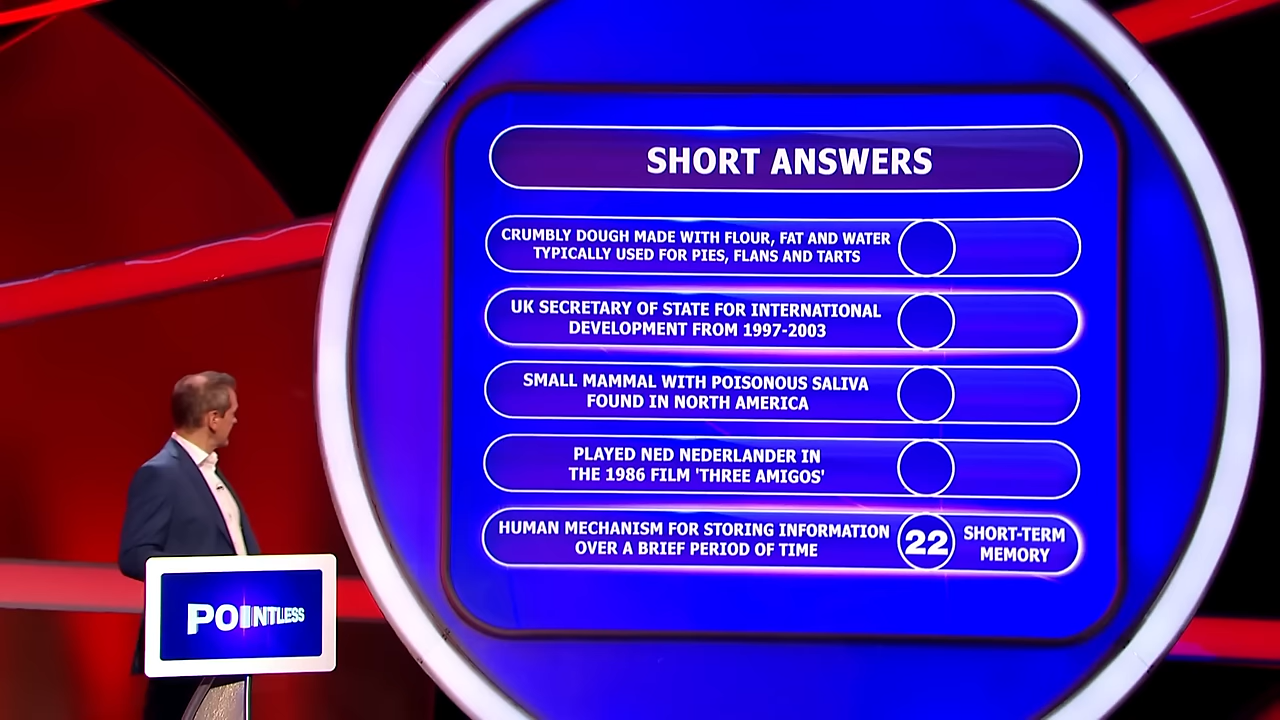 SHORT ANSWERS
CRUMBLY DOUGH MADE WITH FLOUR, FAT AND WATER
TYPICALLY USED FOR PIES, FLANS AND TARTS
UK SECRETARY OF STATE FOR INTERNATIONAL
DEVELOPMENT FROM 1997-2003
SMALL MAMMAL WITH POISONOUS SALIVA
FOUND IN NORTH AMERICA
PLAYED NED NEDERLANDER IN
THE 1986 FILM 'THREE AMIGOS'
HUMAN MECHANISM FOR STORING INFORMATION
OVER A BRIEF PERIOD OF TIME
22
SHORT-TERM
MEMORY
POINTLESS